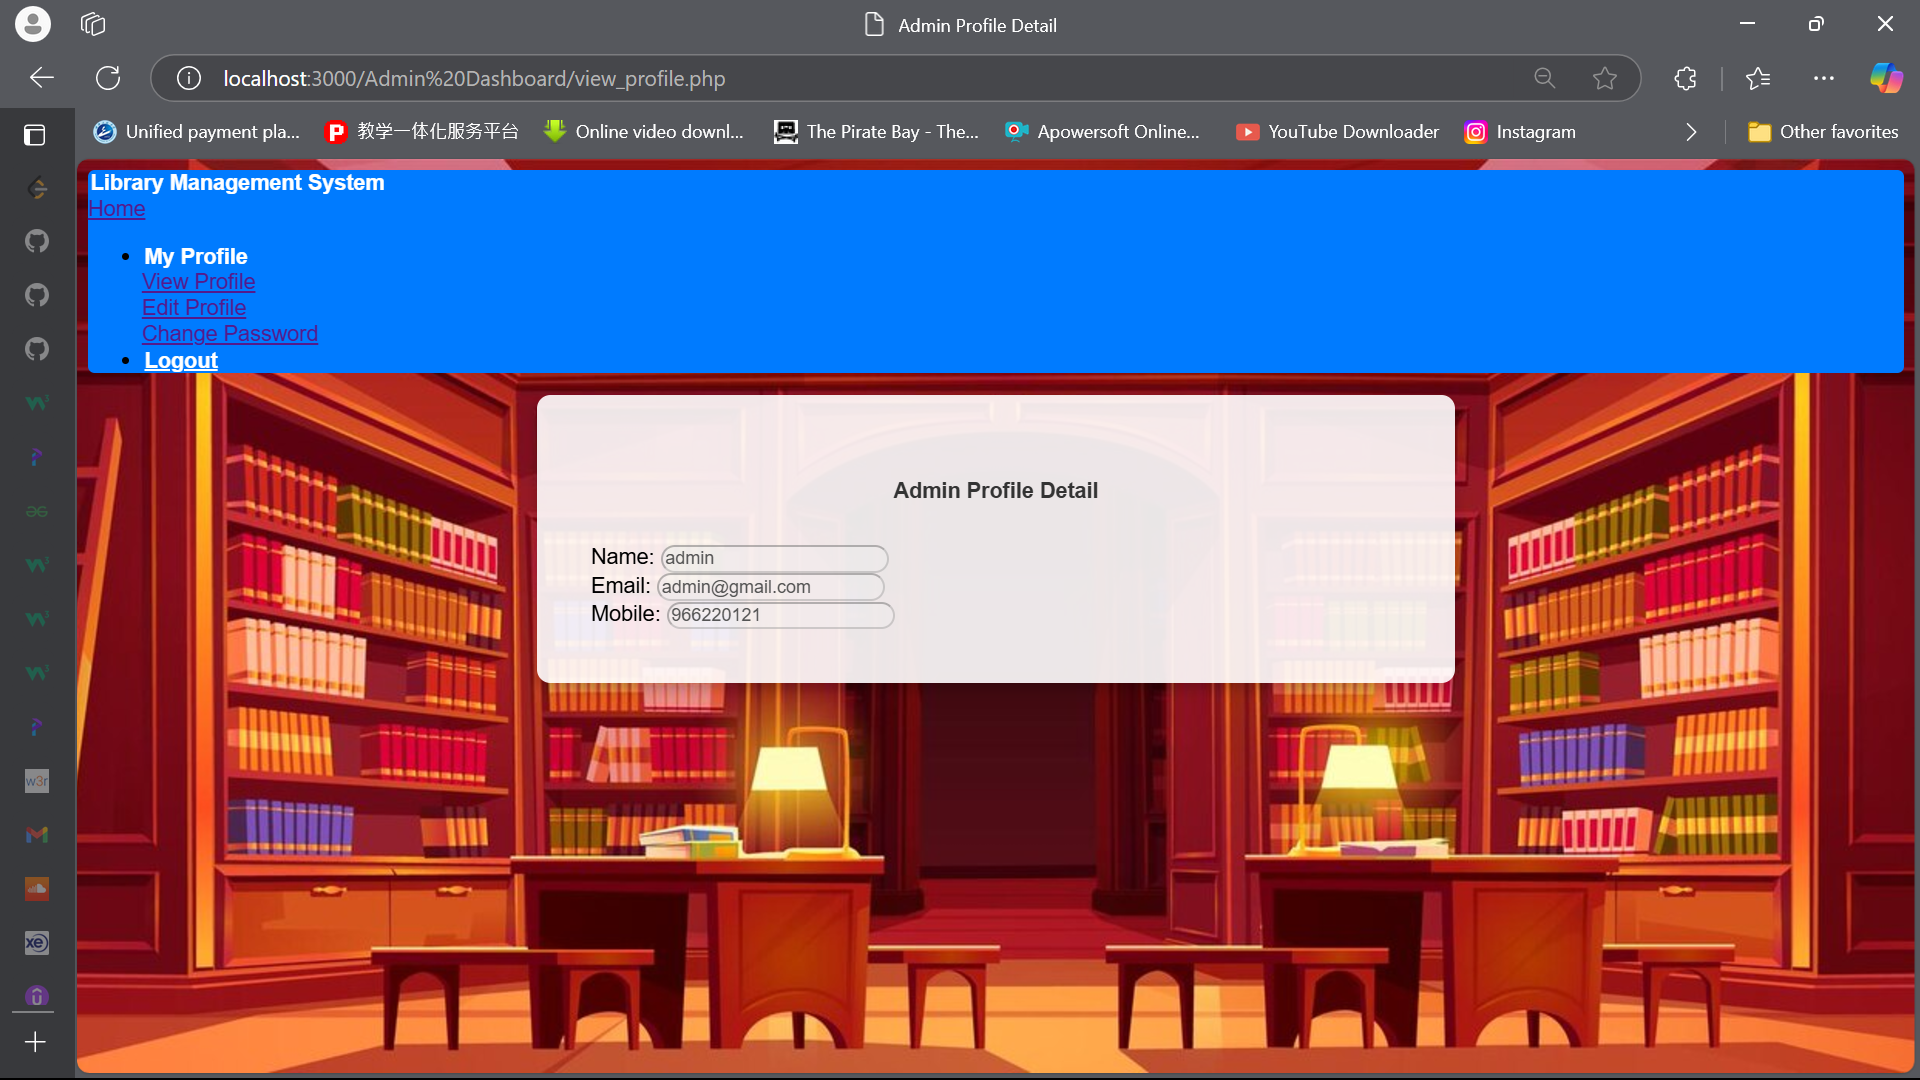 Admin Profile Detail
localhost:3000/Admin%20Dashboard/view_profile.php
Unified payment pla...
教学一体化服务平台
Online video downl...
The Pirate Bay - The...
Apowersoft Online...
YouTube Downloader
Instagram
Other favorites
Library Management System
Home
My Profile
View Profile
Edit Profile
Change Password
Logout
Admin Profile Detail
Name: admin
Email: admin@gmail.com
Mobile: 966220121
w3r
xe